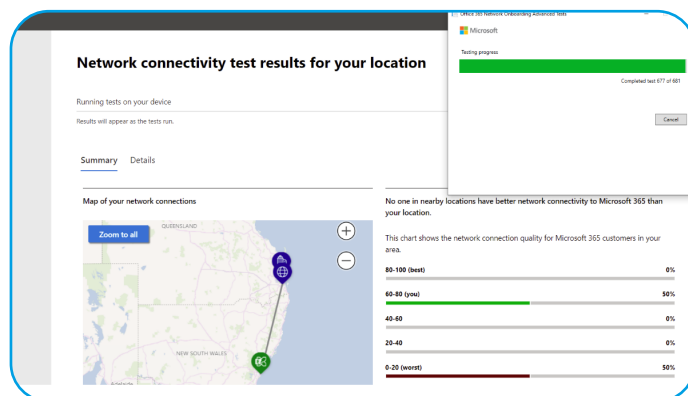 Office 365 Network Onboarding Advanced Tests
Microsoft
Testing progress
Completed test 677 of 681
Cancel
Network connectivity test results for your location
Running tests on your device
Results will appear as the tests run.
Summary Details
Map of your network connections
Zoom to all
QUEENSLAND
NEW SOUTH WALES
Adelaide
No one in nearby locations have better network connectivity to Microsoft 365 than
your location.
This chart shows the network connection quality for Microsoft 365 customers in your
area.
80-100 (best) 0%
60-80 (you) 50%
40-60 0%
20-40 0%
0-20 (worst) 50%